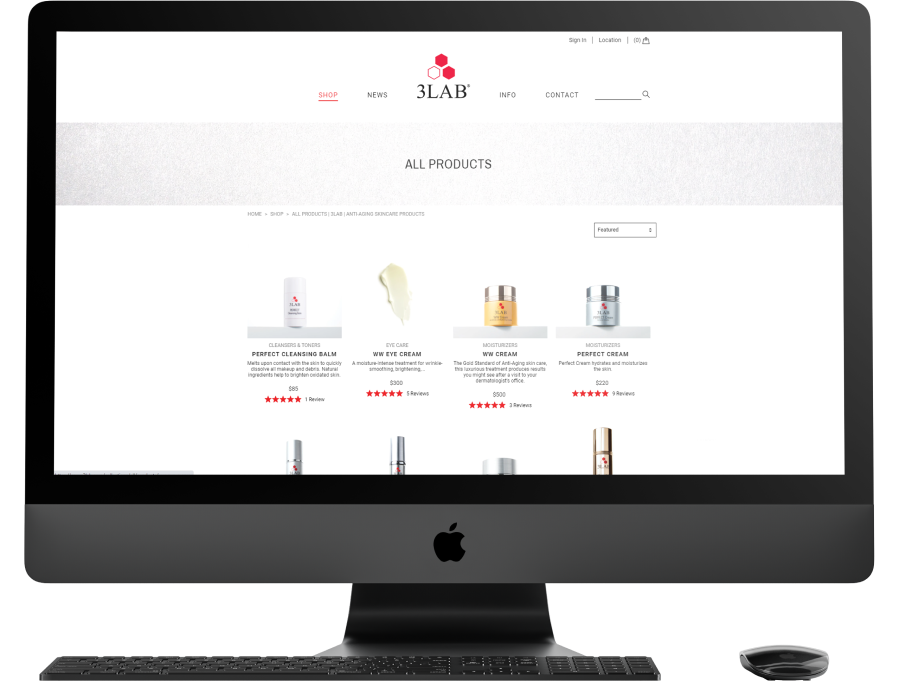 Sign In | Location | (0)
3LAB®
SHOP NEWS INFO CONTACT
ALL PRODUCTS
HOME » SHOP » ALL PRODUCTS | 3LAB | ANTI-AGING SKINCARE PRODUCTS
Featured
3LAB
3LAB
3LAB
CLEANSERS & TONERS
PERFECT CLEANSING BALM
Melts upon contact with the skin to quickly
dissolve all makeup and debris. Natural
ingredients help to brighten oxidated skin.
$85
1 Review
EYE CARE
WW EYE CREAM
A moisture-intense treatment for wrinkle-
smoothing, brightening,...
$300
5 Reviews
MOISTURIZERS
WW CREAM
The Gold Standard of Anti-Aging skin care,
this luxurious treatment produces results
you might see after a visit to your
dermatologist's office.
$500
3 Reviews
MOISTURIZERS
PERFECT CREAM
Perfect Cream hydrates and moisturizes
the skin.
$220
9 Reviews
3LAB